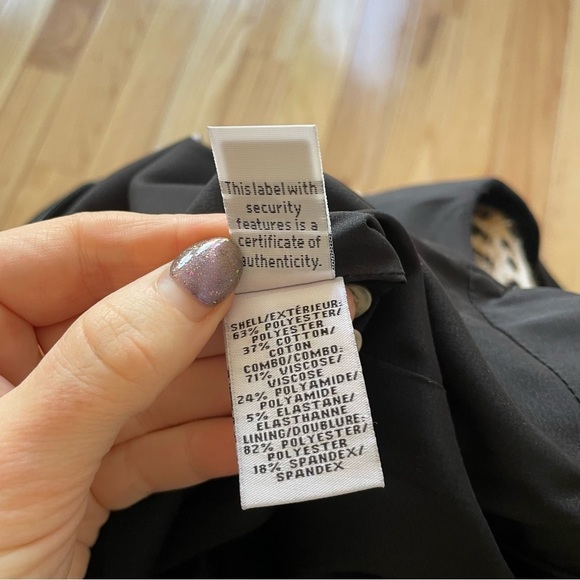 This label with
security
features is a
certificate of
authenticity.
SHELL/EXTÉRIEUR:
63% POLYESTER/
POLYESTER
37% COTTON/
COTON
COMBO/COMBO:
71% VISCOSE/
VISCOSE
24% POLYAMIDE/
POLYAMIDE
5% ELASTANE/
ELASTHANNE
LINING/DOUBLURE:
82% POLYESTER/
POLYESTER
18% SPANDEX/
SPANDEX